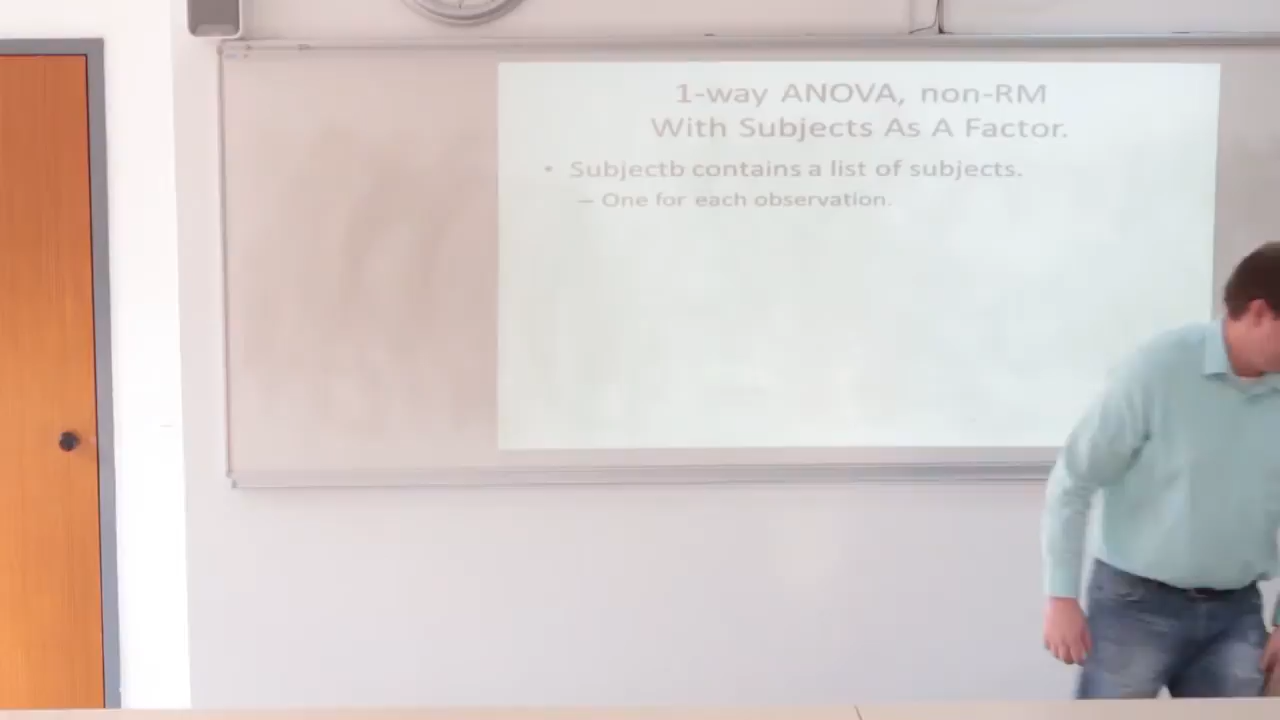 1-way ANOVA, non-RM
With Subjects As A Factor.
• Subjectb contains a list of subjects.
– One for each observation.